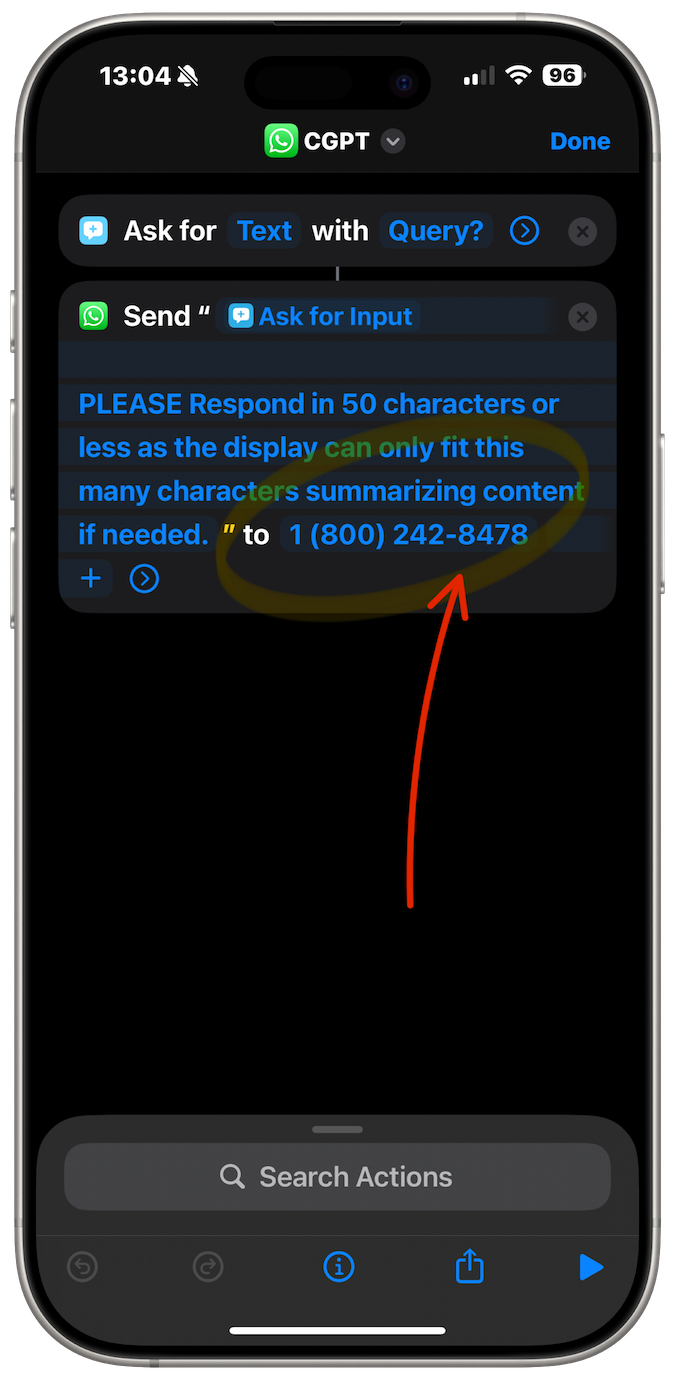 13:04 96
CGPT Done
Ask for Text with Query?
Send “ Ask for Input
PLEASE Respond in 50 characters or
less as the display can only fit this
many characters summarizing content
if needed. ” to 1 (800) 242-8478
Search Actions